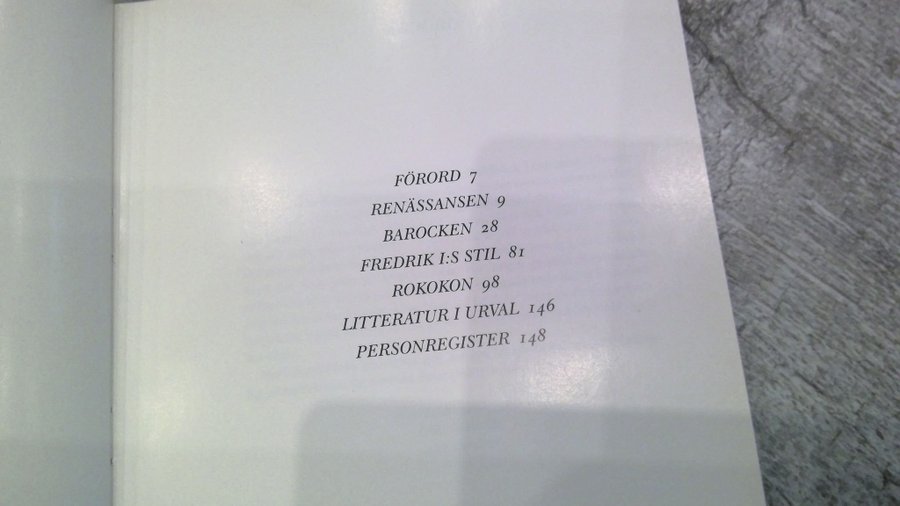 FÖRORD 7
RENÄSSANSEN 9
BAROCKEN 28
FREDRIK I:S STIL 81
ROKOKON 98
LITTERATUR I URVAL 146
PERSONREGISTER 148